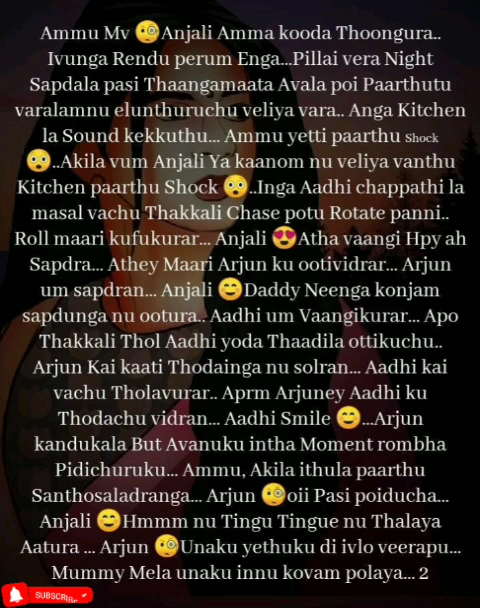 Ammu Mv 🧐Anjali Amma kooda Thoongura..
Ivunga Rendu perum Enga...Pillai vera Night
Sapdala pasi Thaangamaata Avala poi Paarthutu
varalamnu elunthuruchu veliya vara.. Anga Kitchen
la Sound kekkuthu... Ammu yetti paarthu Shock
😳..Akila vum Anjali Ya kaanom nu veliya vanthu
Kitchen paarthu Shock 😳..Inga Aadhi chappathi la
masal vachu Thakkali Chase potu Rotate panni..
Roll maari kufukurar... Anjali 😍Atha vaangi Hpy ah
Sapdra... Athey Maari Arjun ku ootividrar... Arjun
um sapdran... Anjali 😊Daddy Neenga konjam
sapdunga nu ootura.. Aadhi um Vaangikurar... Apo
Thakkali Thol Aadhi yoda Thaadila ottikuchu..
Arjun Kai kaati Thodainga nu solran... Aadhi kai
vachu Tholavurar.. Aprm Arjuney Aadhi ku
Thodachu vidran... Aadhi Smile 😊...Arjun
kandukala But Avanuku intha Moment rombha
Pidichuruku... Ammu, Akila ithula paarthu
Santhosaladranga... Arjun 🧐oii Pasi poiducha...
Anjali 😊Hmmm nu Tingu Tingue nu Thalaya
Aatura ... Arjun 🧐Unaku yethuku di ivlo veerapu...
Mummy Mela unaku innu kovam polaya... 2
SUBSCRIBE